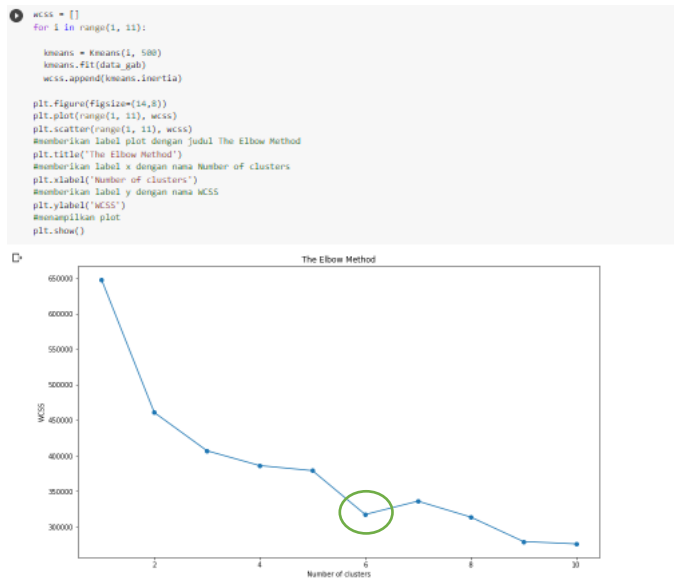 wcss = []
for i in range(1, 11):
kmeans = Kmeans(i, 500)
kmeans.fit(data_gab)
wcss.append(kmeans.inertia)
plt.figure(figsize=(14,8))
plt.plot(range(1, 11), wcss)
plt.scatter(range(1, 11), wcss)
#memberikan label plot dengan judul The Elbow Method
plt.title('The Elbow Method')
#memberikan label x dengan nama Number of clusters
plt.xlabel('Number of clusters')
#memberikan label y dengan nama WCSS
plt.ylabel('WCSS')
#menampilkan plot
plt.show()
The Elbow Method
650000
600000
550000
500000
450000
400000
350000
300000
WCSS
2 4 6 8 10
Number of clusters